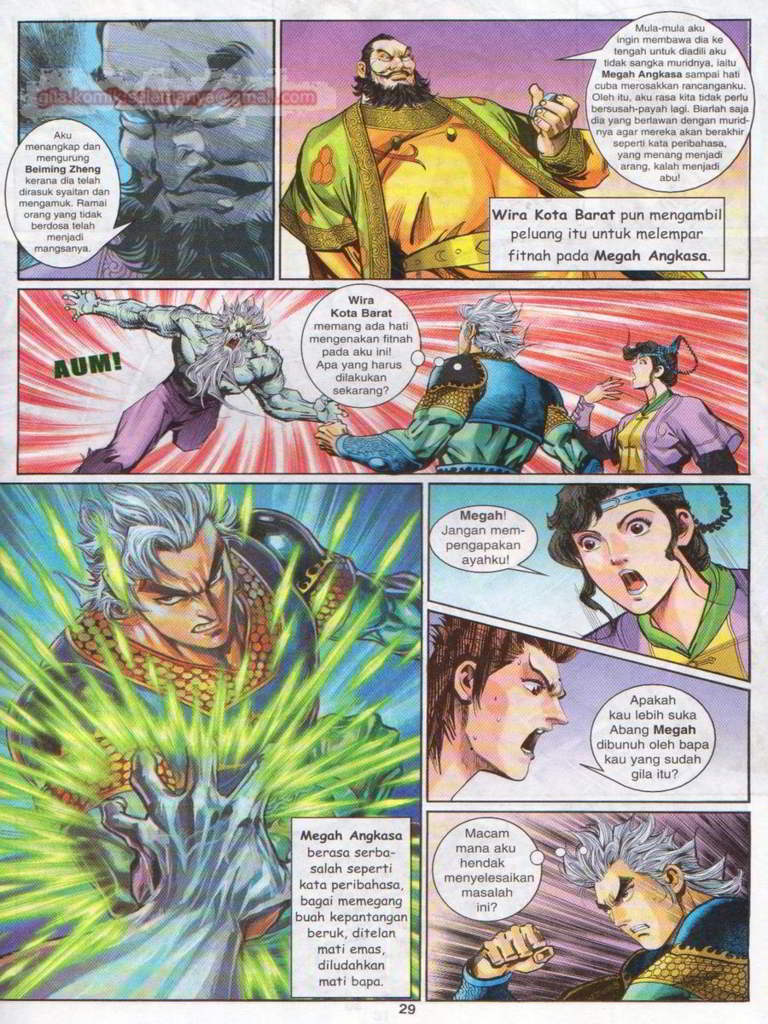 gila.komik.selamanya@gmail.com
Aku
menangkap dan
mengurung
Beiming Zheng
kerana dia telah
dirasuk syaitan dan
mengamuk. Ramai
orang yang tidak
berdosa telah
menjadi
mangsanya.
Mula-mula aku
ingin membawa dia ke
tengah untuk diadili aku
tidak sangka muridnya, iaitu
Megah Angkasa sampai hati
cuba merosakkan rancanganku.
Oleh itu, aku rasa kita tidak perlu
bersusah-payah lagi. Biarlah saja
dia yang berlawan dengan murid-
nya agar mereka akan berakhir
seperti kata peribahasa,
yang menang menjadi
arang, kalah menjadi
abu!
Wira Kota Barat pun mengambil
peluang itu untuk melempar
fitnah pada Megah Angkasa.
AUM!
Wira
Kota Barat
memang ada hati
mengenakan fitnah
pada aku ini!
Apa yang harus
dilakukan
sekarang?
Megah Angkasa
berasa serba-
salah seperti
kata peribahasa,
bagai memegang
buah kepantangan
beruk, ditelan
mati emas,
diludahkan
mati bapa.
Megah!
Jangan mem-
pengapakan
ayahku!
Apakah
kau lebih suka
Abang Megah
dibunuh oleh bapa
kau yang sudah
gila itu?
Macam
mana aku
hendak
menyelesaikan
masalah
ini?
29